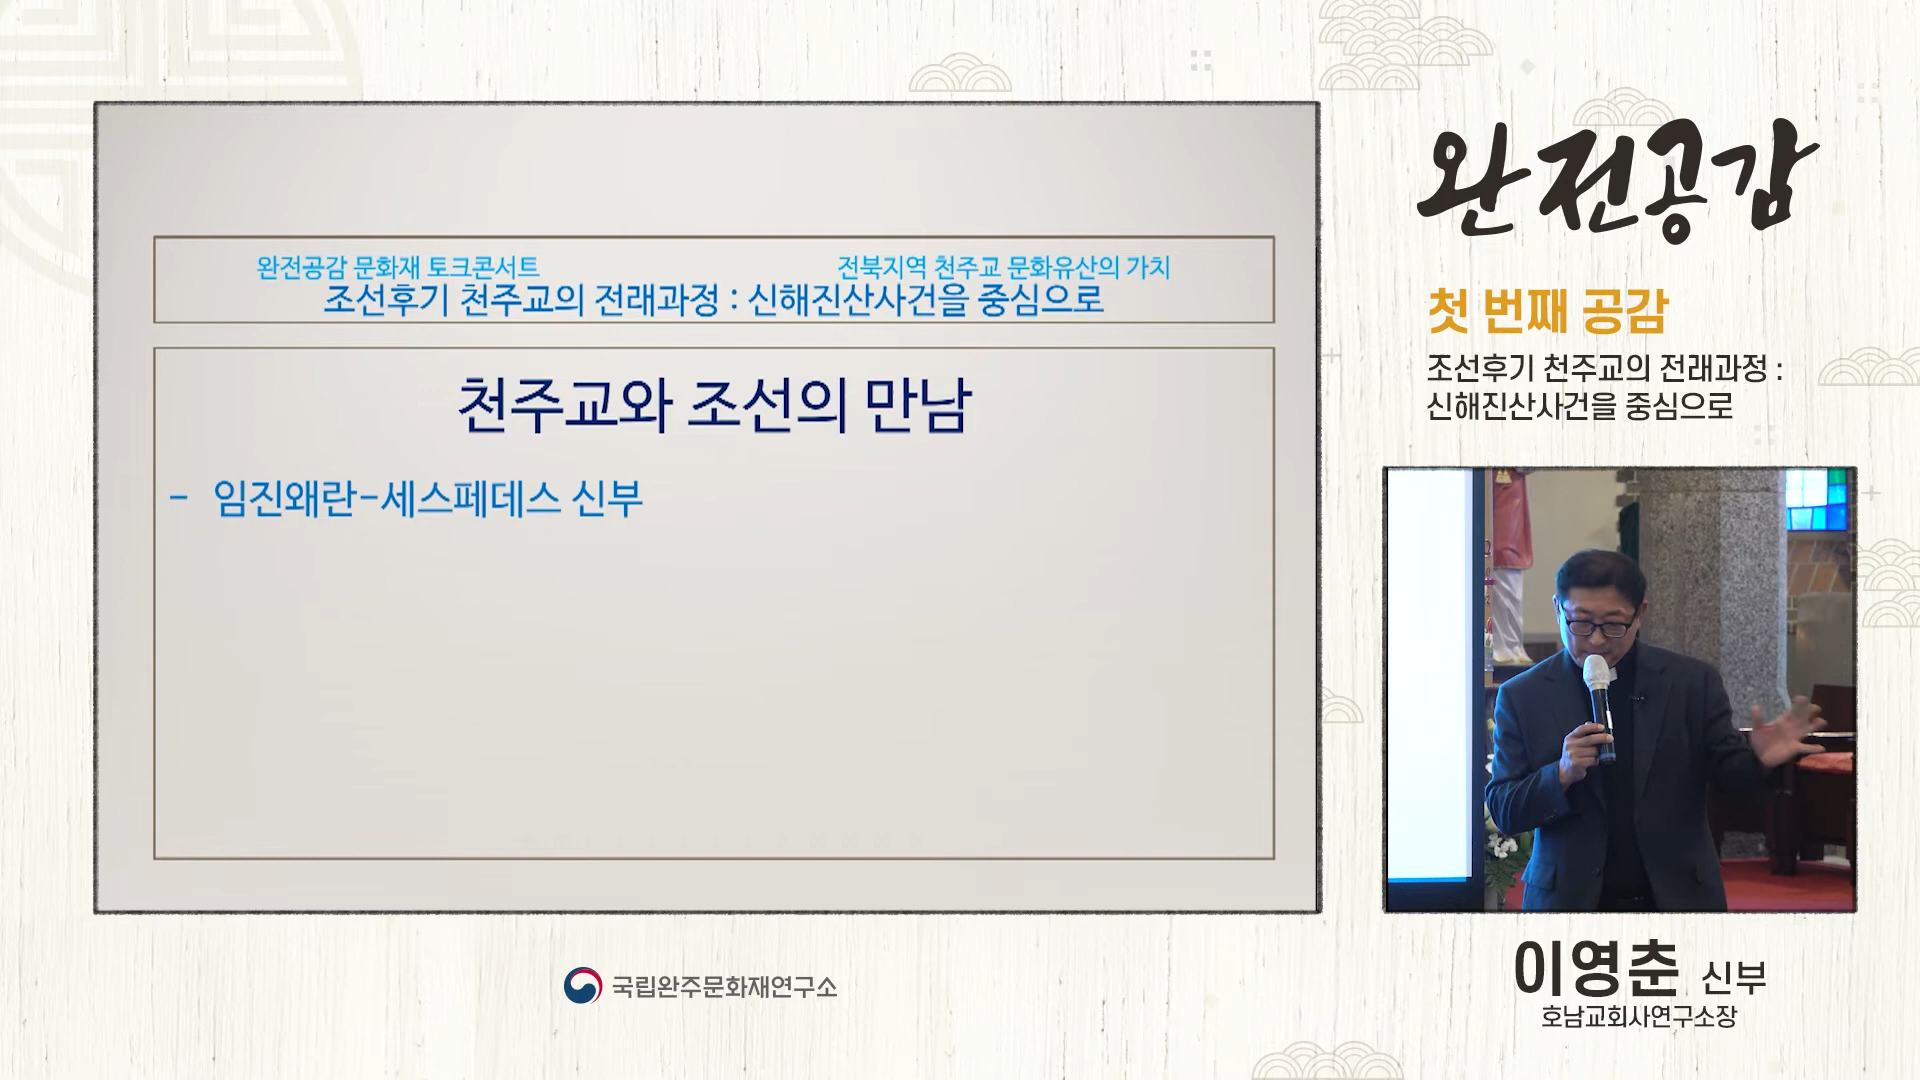 완전공감 문화재 토크콘서트 전북지역 천주교 문화유산의 가치
조선후기 천주교의 전래과정 : 신해진산사건을 중심으로
천주교와 조선의 만남
- 임진왜란-세스페데스 신부
완전공감
첫 번째 공감
조선후기 천주교의 전래과정 :
신해진산사건을 중심으로
이영춘 신부
호남교회사연구소장
국립완주문화재연구소